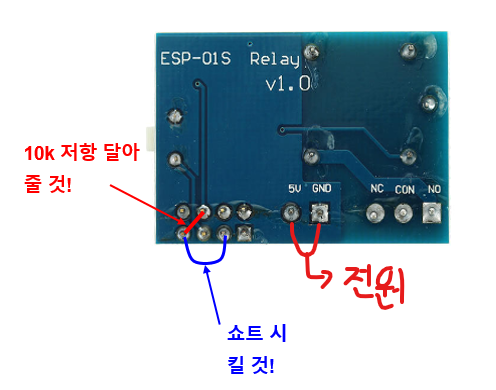 ESP-01S Relay
v1.0
10k 저항 달아
줄 것!
5V GND
NC CON NO
전원
쇼트 시
킬 것!